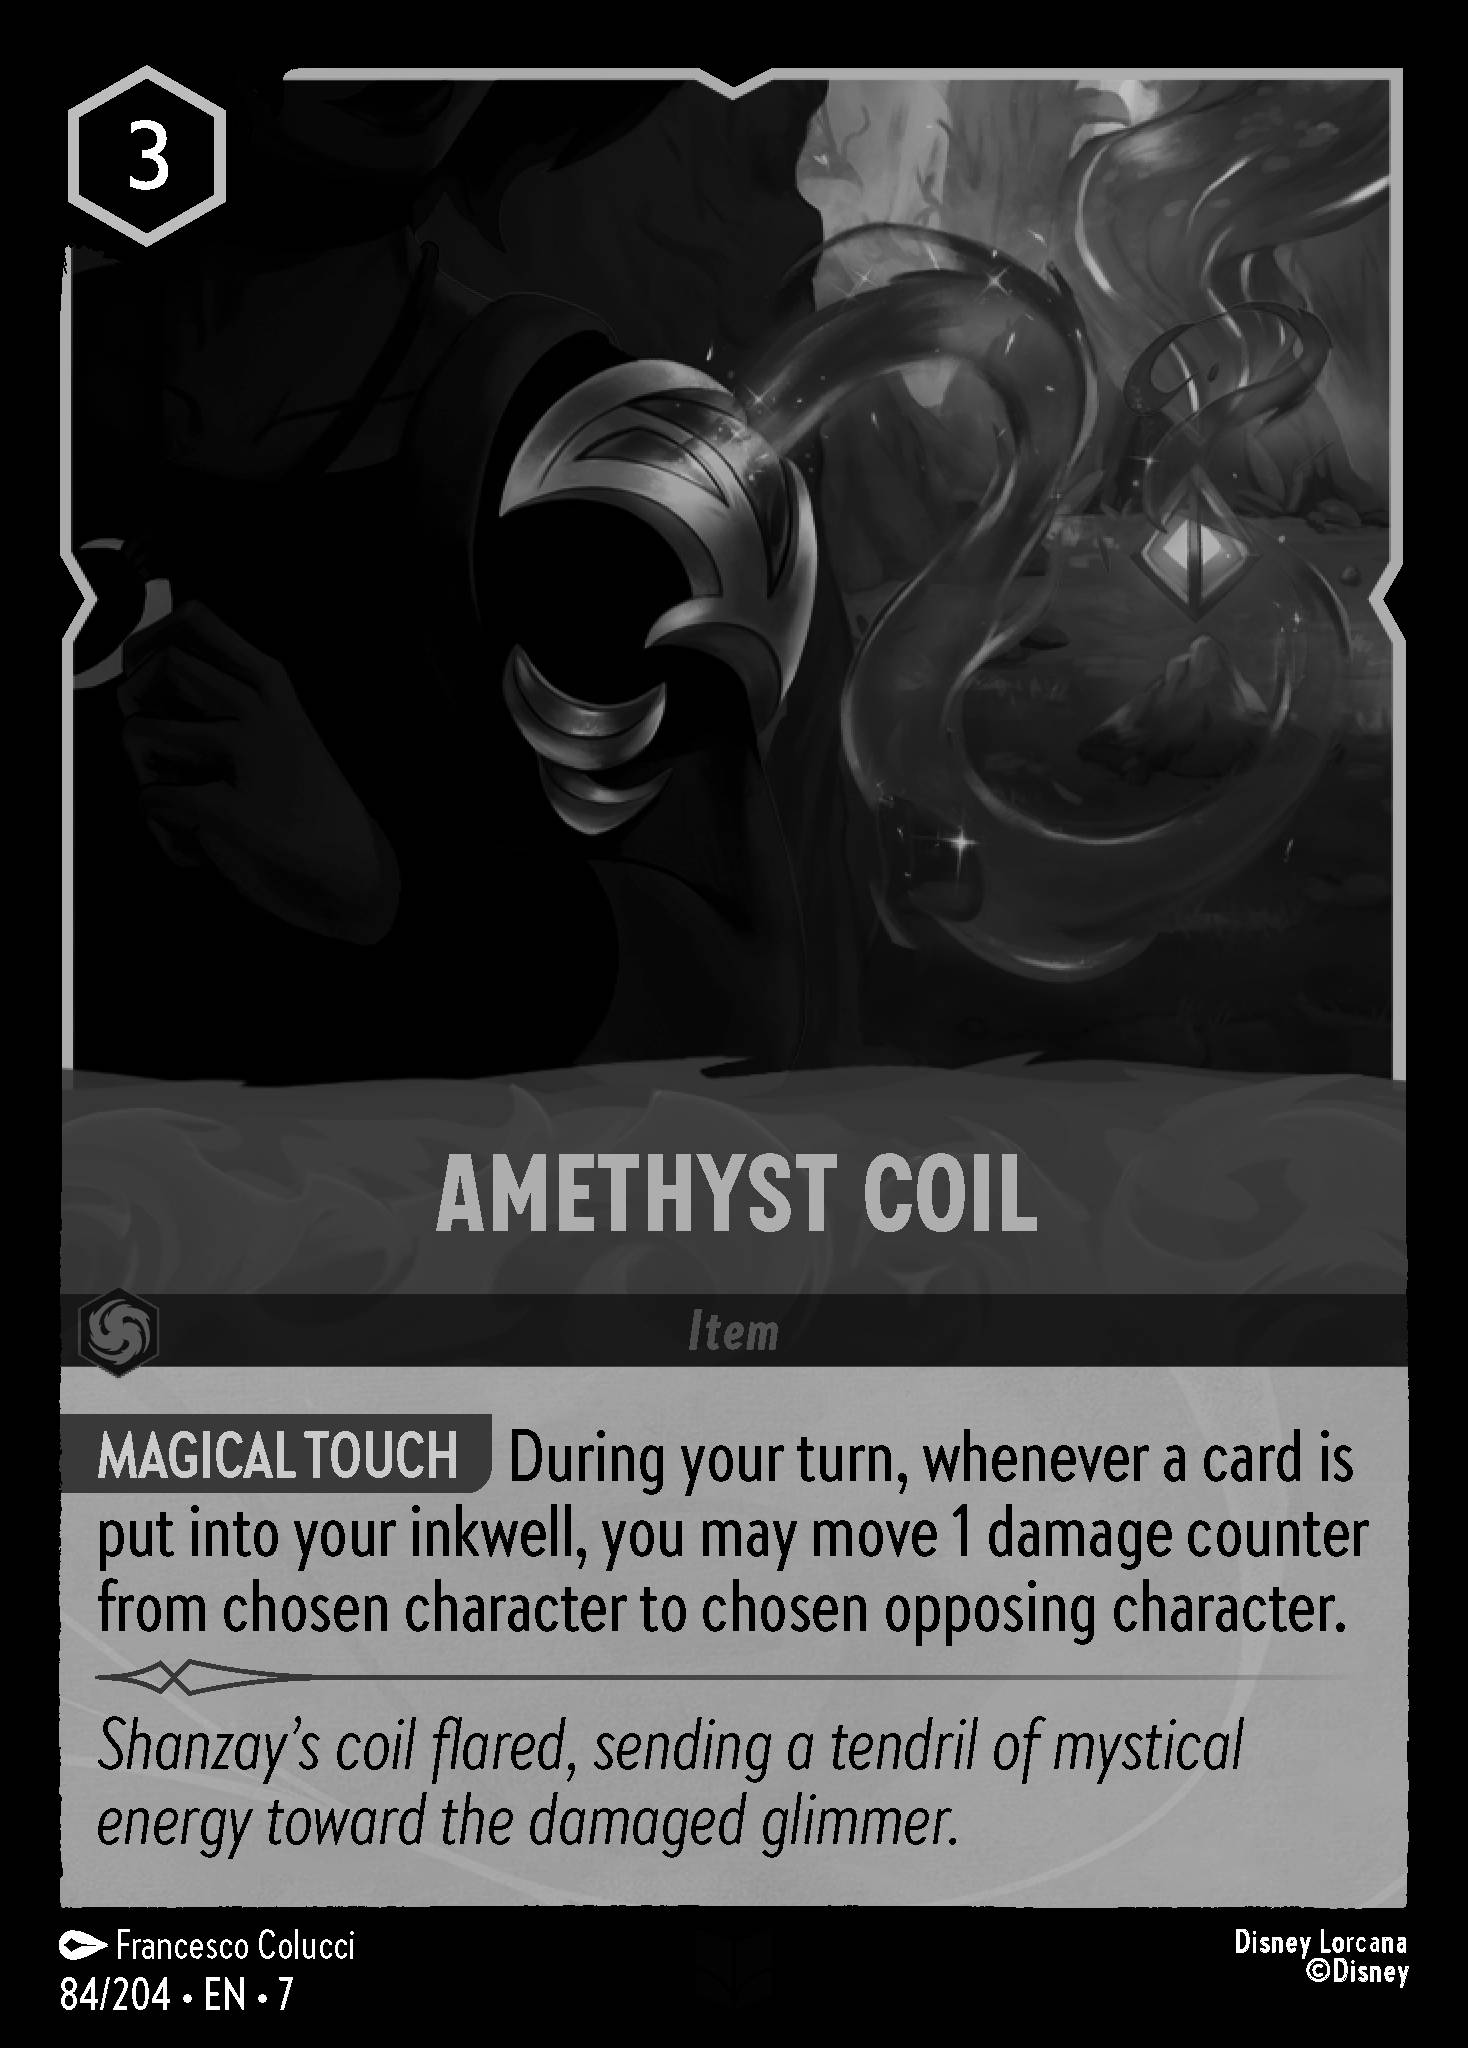 3
AMETHYST COIL
Item
MAGICAL TOUCH During your turn, whenever a card is
put into your inkwell, you may move 1 damage counter
from chosen character to chosen opposing character.
Shanzay’s coil flared, sending a tendril of mystical
energy toward the damaged glimmer.
Francesco Colucci
84/204 • EN • 7
Disney Lorcana
©Disney